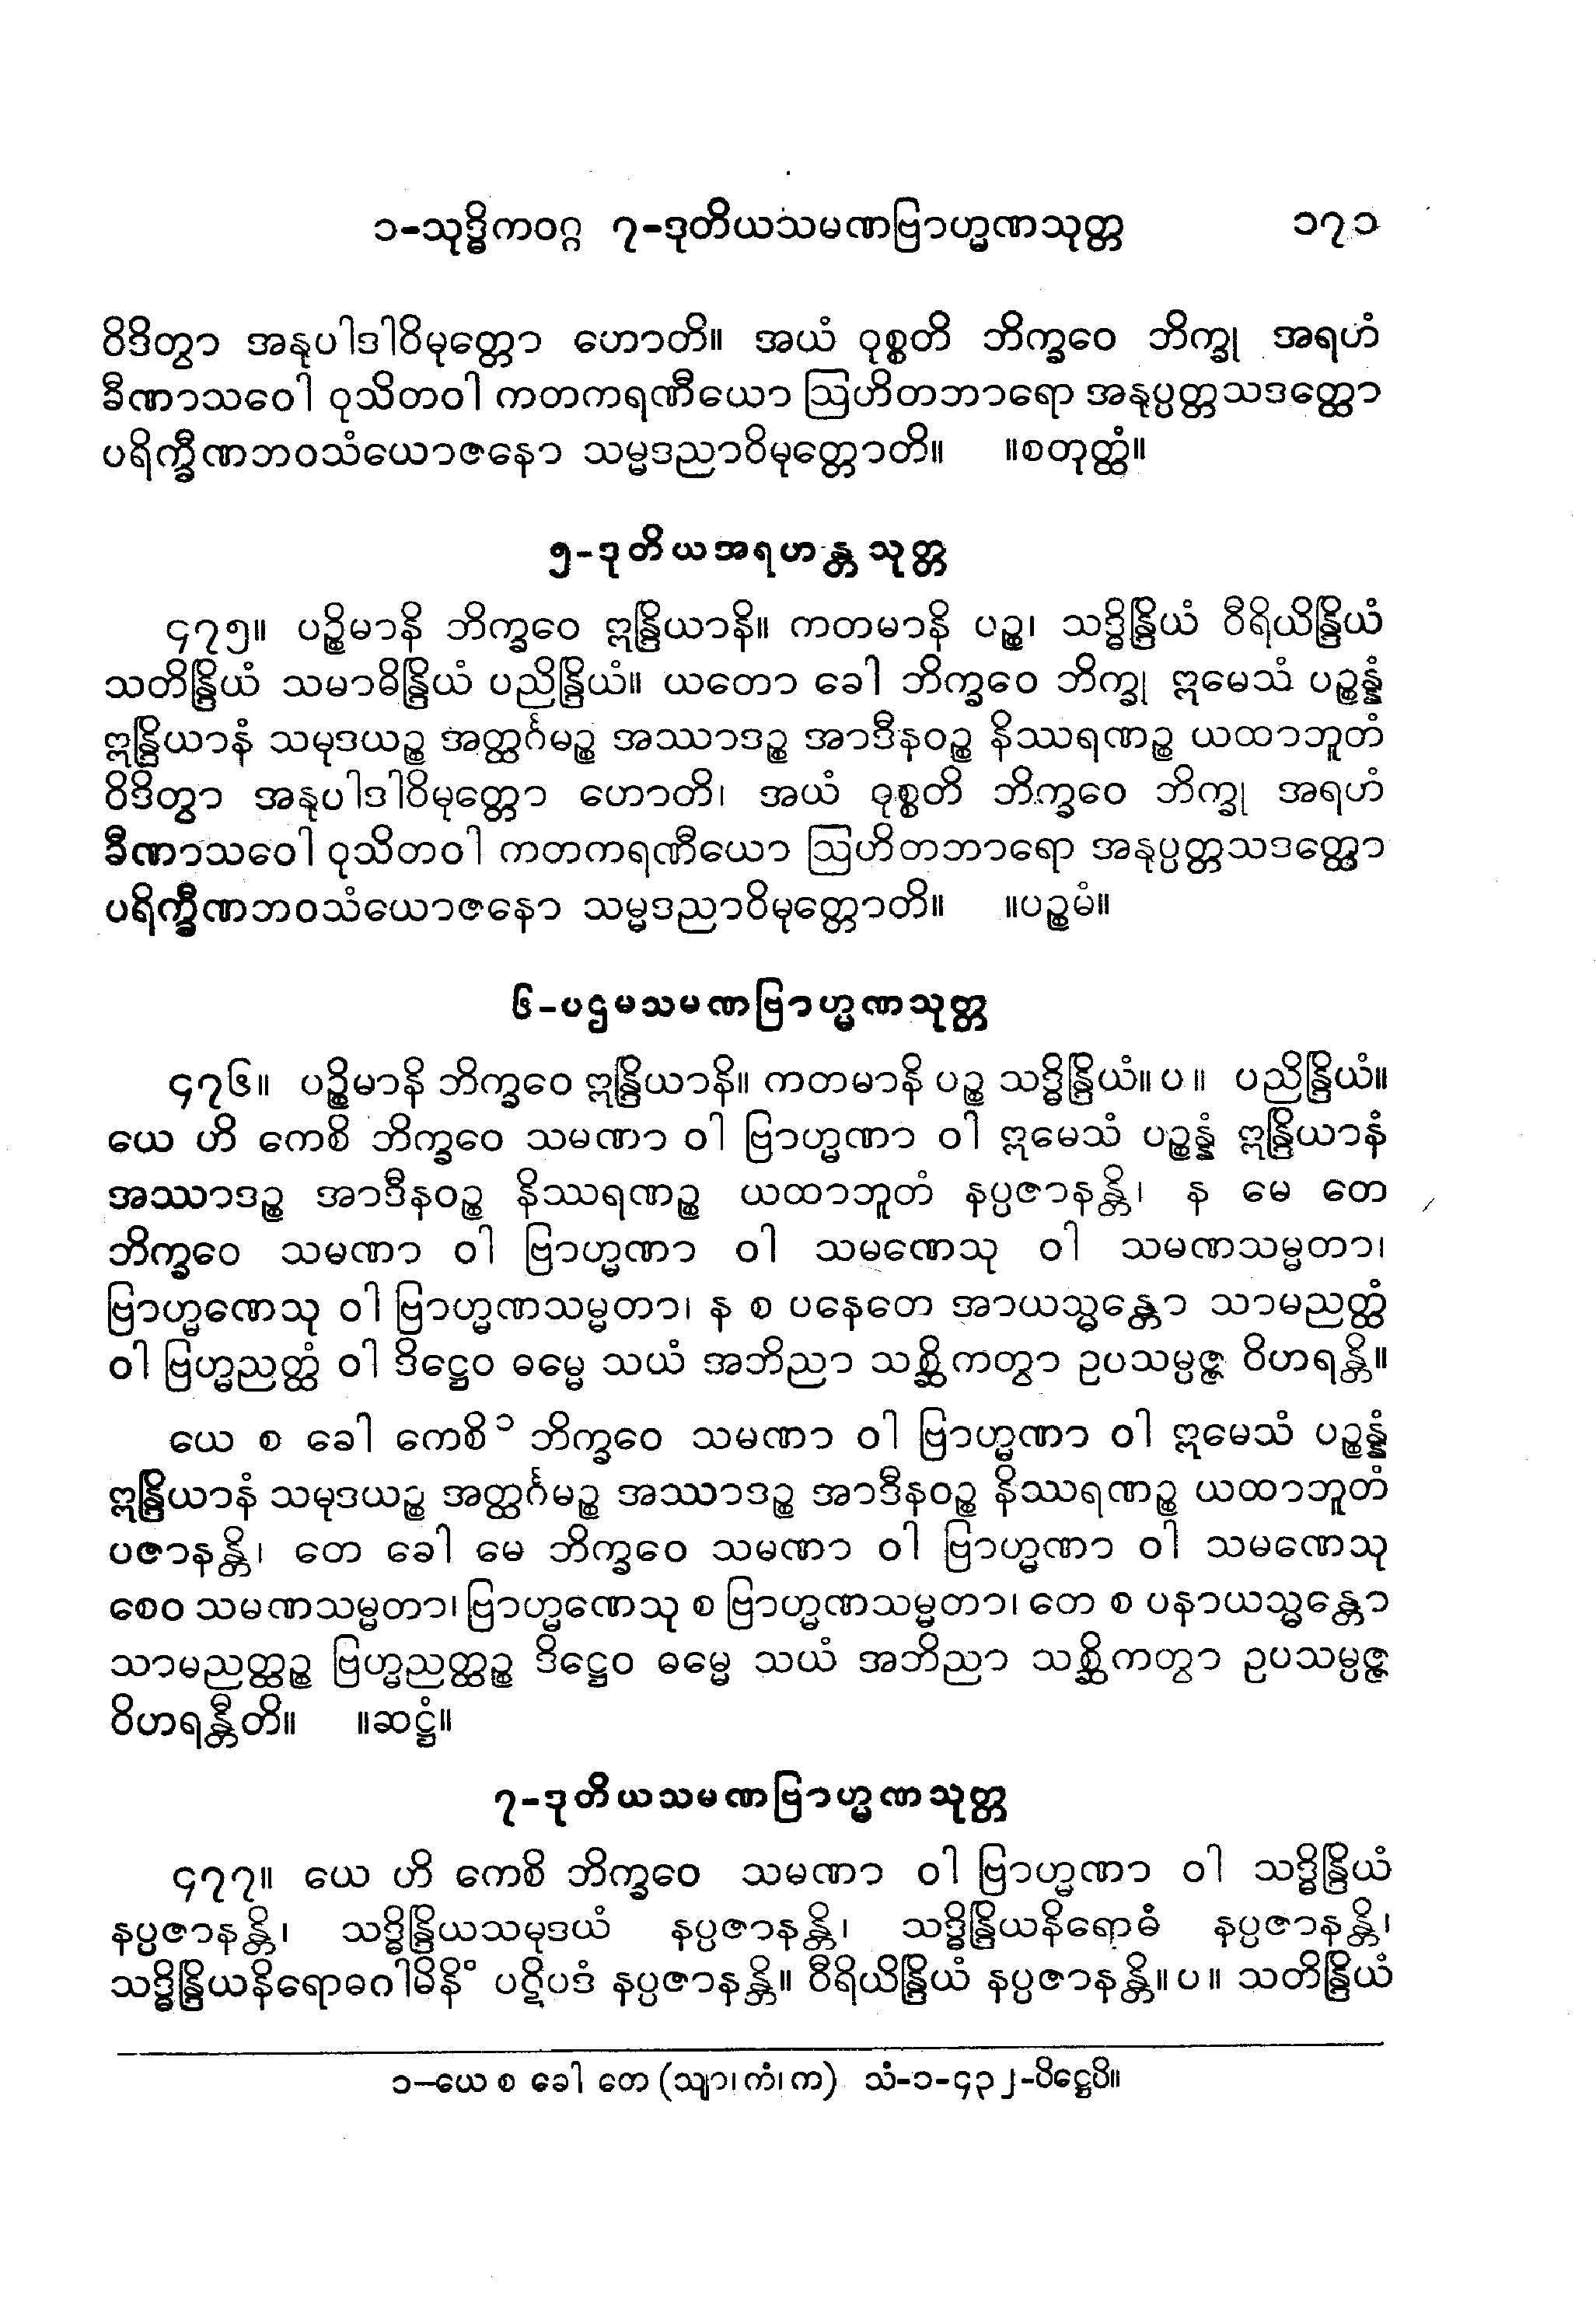 ၁-သုဒ္ဓိကဝဂ္ဂ ၇-ဒုတိယသမဏဗြာဟ္မဏသုတ္တ ၁၇၁
ဝိဒိတွာ အနုပါဒါဝိမုတ္တော ဟောတိ။ အယံ ဝုစ္စတိ ဘိက္ခဝေ ဘိက္ခု အရဟံ
ခီဏာသဝေါ ဝုသိတဝါ ကတကရဏီယော ဩဟိတဘာရော အနုပ္ပတ္တသဒတ္ထော
ပရိက္ခီဏဘဝသံယောဇနော သမ္မဒညာဝိမုတ္တောတိ။ ။စတုတ္ထံ။
၅-ဒုတိယအရဟန္တသုတ္တ
၄၇၅။ ပဉ္စိမာနိ ဘိက္ခဝေ ဣန္ဒြိယာနိ။ ကတမာနိ ပဉ္စ၊ သဒ္ဓိန္ဒြိယံ ဝီရိယိန္ဒြိယံ
သတိန္ဒြိယံ သမာဓိန္ဒြိယံ ပညိန္ဒြိယံ။ ယတော ခေါ ဘိက္ခဝေ ဘိက္ခု ဣမေသံ ပဉ္စန္နံ
ဣန္ဒြိယာနံ သမုဒယဉ္စ အတ္ထင်္ဂမဉ္စ အဿာဒဉ္စ အာဒီနဝဉ္စ နိဿရဏဉ္စ ယထာဘူတံ
ဝိဒိတွာ အနုပါဒါဝိမုတ္တော ဟောတိ၊ အယံ ဝုစ္စတိ ဘိက္ခဝေ ဘိက္ခု အရဟံ
ခီဏာသဝေါ ဝုသိတဝါ ကတကရဏီယော ဩဟိတဘာရော အနုပ္ပတ္တသဒတ္ထော
ပရိက္ခီဏဘဝသံယောဇနော သမ္မဒညာဝိမုတ္တောတိ။ ။ပဉ္စမံ။
၆-ပဌမသမဏဗြာဟ္မဏသုတ္တ
၄၇၆။ ပဉ္စိမာနိ ဘိက္ခဝေ ဣန္ဒြိယာနိ။ ကတမာနိ ပဉ္စ သဒ္ဓိန္ဒြိယံ။ ပ ။ ပညိန္ဒြိယံ။
ယေ ဟိ ကေစိ ဘိက္ခဝေ သမဏာ ဝါ ဗြာဟ္မဏာ ဝါ ဣမေသံ ပဉ္စန္နံ ဣန္ဒြိယာနံ
အဿာဒဉ္စ အာဒီနဝဉ္စ နိဿရဏဉ္စ ယထာဘူတံ နပ္ပဇာနန္တိ၊ န မေ တေ
ဘိက္ခဝေ သမဏာ ဝါ ဗြာဟ္မဏာ ဝါ သမဏေသု ဝါ သမဏသမ္မတာ၊
ဗြာဟ္မဏေသု ဝါ ဗြာဟ္မဏသမ္မတာ၊ န စ ပနေတေ အာယသ္မန္တော သာမညတ္ထံ
ဝါ ဗြဟ္မညတ္ထံ ဝါ ဒိဋ္ဌေဝ ဓမ္မေ သယံ အဘိညာ သစ္ဆိကတွာ ဥပသမ္ပဇ္ဇ ဝိဟရန္တိ။
ယေ စ ခေါ ကေစိ ၁ ဘိက္ခဝေ သမဏာ ဝါ ဗြာဟ္မဏာ ဝါ ဣမေသံ ပဉ္စန္နံ
ဣန္ဒြိယာနံ သမုဒယဉ္စ အတ္ထင်္ဂမဉ္စ အဿာဒဉ္စ အာဒီနဝဉ္စ နိဿရဏဉ္စ ယထာဘူတံ
ပဇာနန္တိ၊ တေ ခေါ မေ ဘိက္ခဝေ သမဏာ ဝါ ဗြာဟ္မဏာ ဝါ သမဏေသု
စေဝ သမဏသမ္မတာ၊ ဗြာဟ္မဏေသု စ ဗြာဟ္မဏသမ္မတာ၊ တေ စ ပနာယသ္မန္တော
သာမညတ္ထဉ္စ ဗြဟ္မညတ္ထဉ္စ ဒိဋ္ဌေဝ ဓမ္မေ သယံ အဘိညာ သစ္ဆိကတွာ ဥပသမ္ပဇ္ဇ
ဝိဟရန္တီတိ။ ။ဆဋ္ဌံ။
၇-ဒုတိယသမဏဗြာဟ္မဏသုတ္တ
၄၇၇။ ယေ ဟိ ကေစိ ဘိက္ခဝေ သမဏာ ဝါ ဗြာဟ္မဏာ ဝါ သဒ္ဓိန္ဒြိယံ
နပ္ပဇာနန္တိ၊ သဒ္ဓိန္ဒြိယသမုဒယံ နပ္ပဇာနန္တိ၊ သဒ္ဓိန္ဒြိယနိရောဓံ နပ္ပဇာနန္တိ၊
သဒ္ဓိန္ဒြိယနိရောဓဂါမိနိံ ပဋိပဒံ နပ္ပဇာနန္တိ။ ဝီရိယိန္ဒြိယံ နပ္ပဇာနန္တိ။ ပ ။ သတိန္ဒြိယံ
၁-ယေ စ ခေါ တေ (သျာ၊ ကံ၊ က) သံ-၁-၄၃၂-ပိဋ္ဌေပိ။